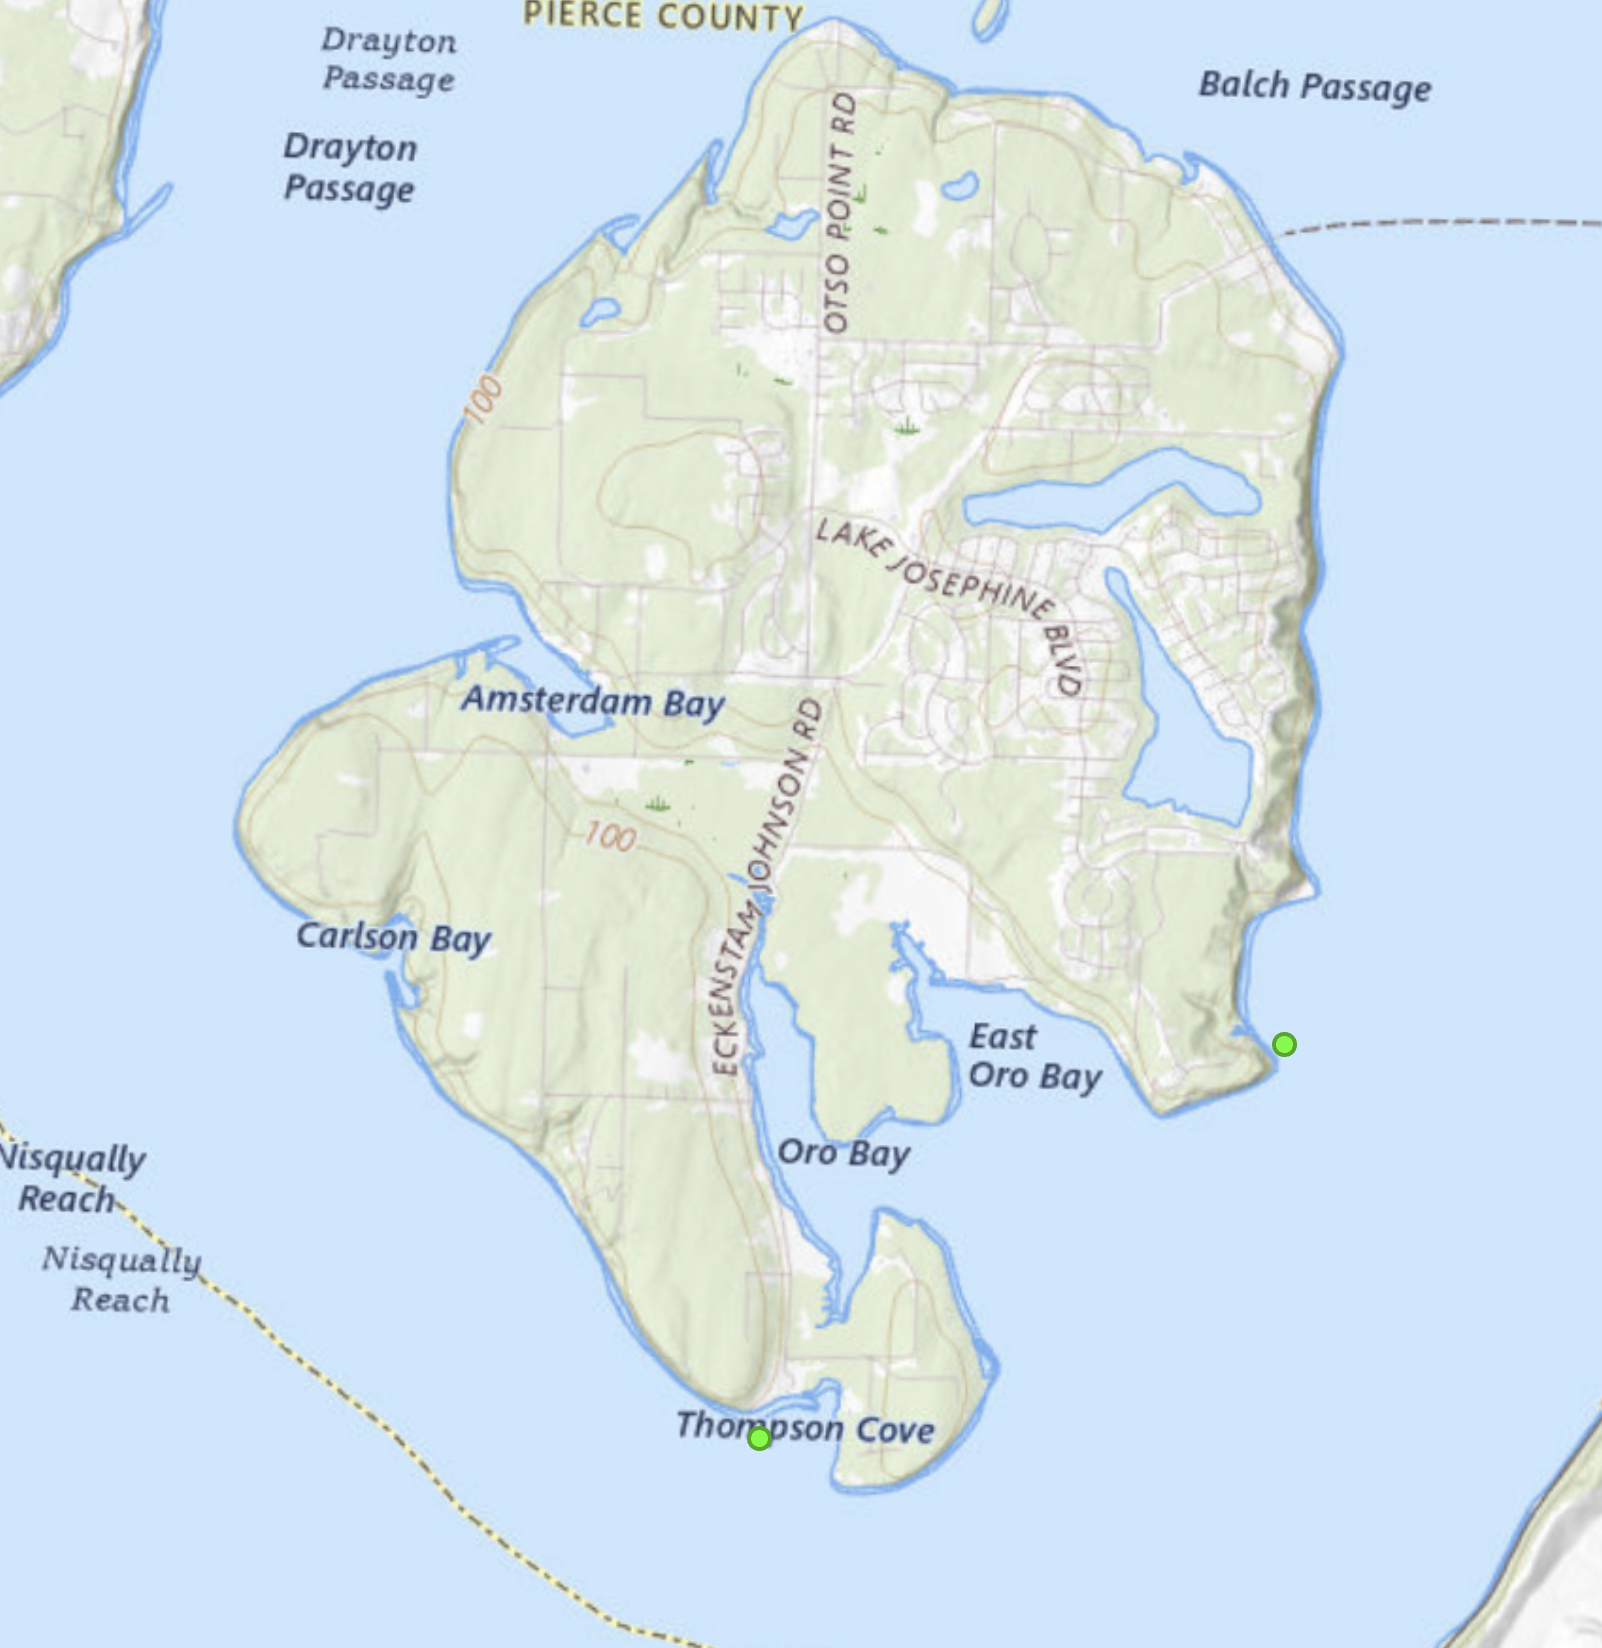 PIERCE COUNTY
Drayton
Passage
Balch Passage
Drayton
Passage
OTSO POINT RD
100
LAKE JOSEPHINE BLVD
Amsterdam Bay
ECKENSTAM JOHNSON RD
100
Carlson Bay
East
Oro Bay
Oro Bay
Nisqually
Reach
Nisqually
Reach
Thompson Cove